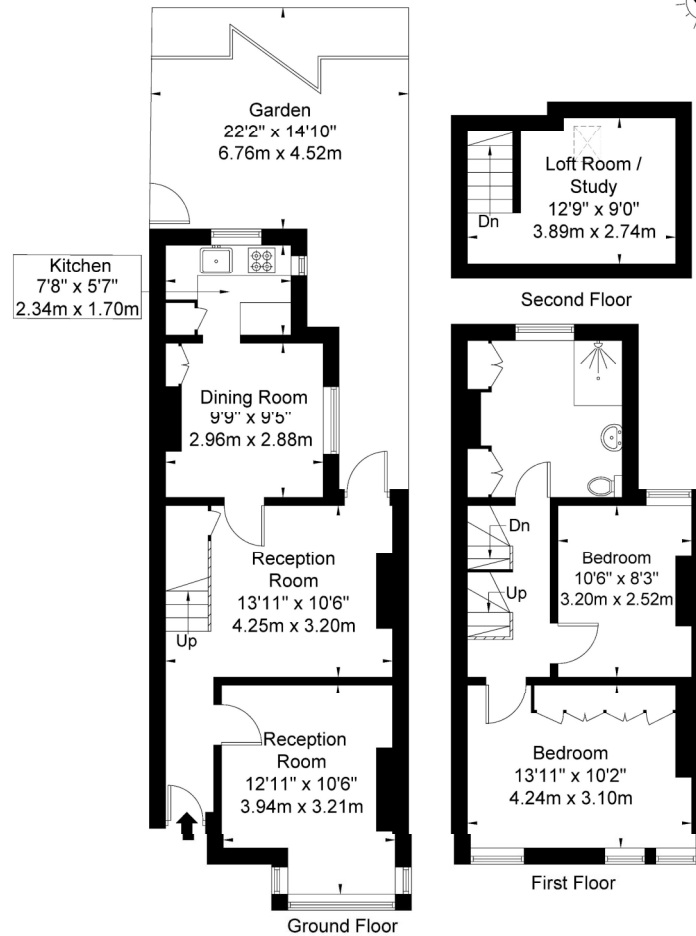 Garden
22'2" x 14'10"
6.76m x 4.52m
Kitchen
7'8" x 5'7"
2.34m x 1.70m
Dining Room
9'9" x 9'5"
2.96m x 2.88m
Reception
Room
13'11" x 10'6"
4.25m x 3.20m
Up
Reception
Room
12'11" x 10'6"
3.94m x 3.21m
Ground Floor
Loft Room /
Study
12'9" x 9'0"
3.89m x 2.74m
Dn
Second Floor
Dn
Up
Bedroom
10'6" x 8'3"
3.20m x 2.52m
Bedroom
13'11" x 10'2"
4.24m x 3.10m
First Floor